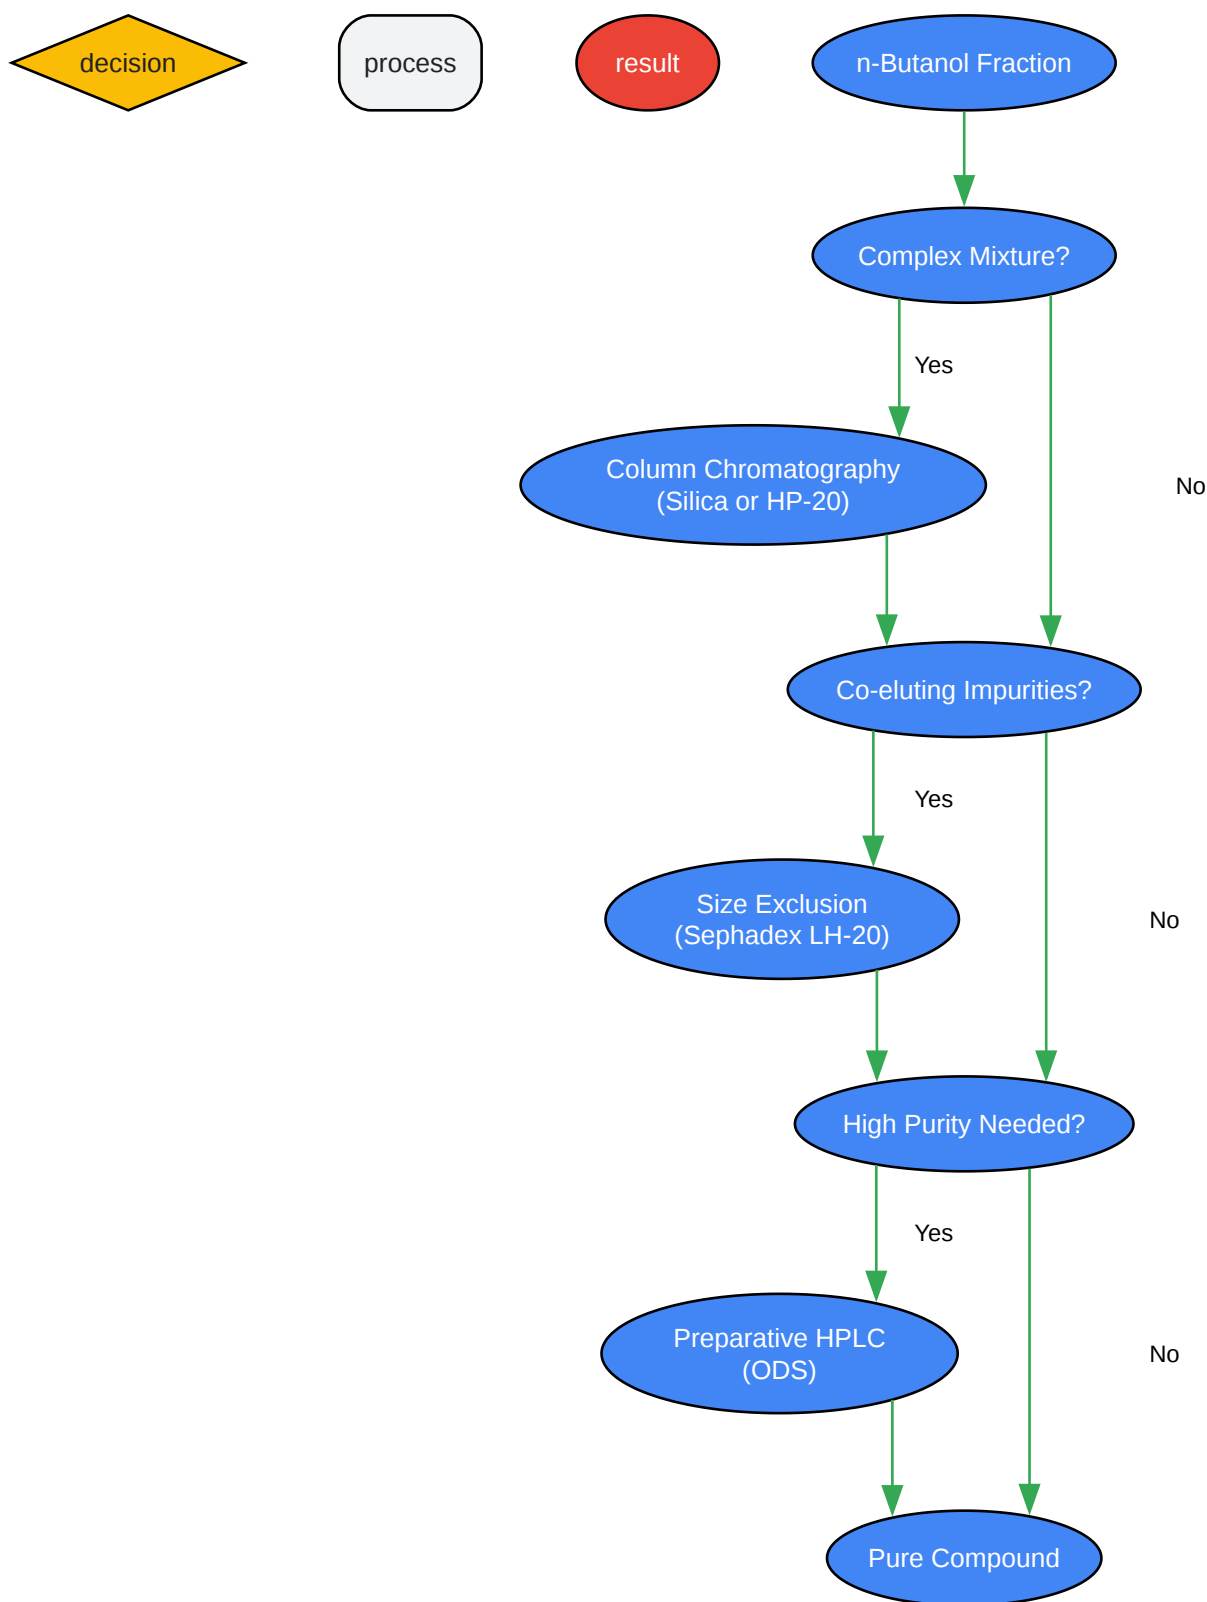 decision
process
result
n-Butanol Fraction
Complex Mixture?
Yes
Column Chromatography
(Silica or HP-20)
No
Co-eluting Impurities?
Yes
Size Exclusion
(Sephadex LH-20)
No
High Purity Needed?
Yes
Preparative HPLC
(ODS)
No
Pure Compound